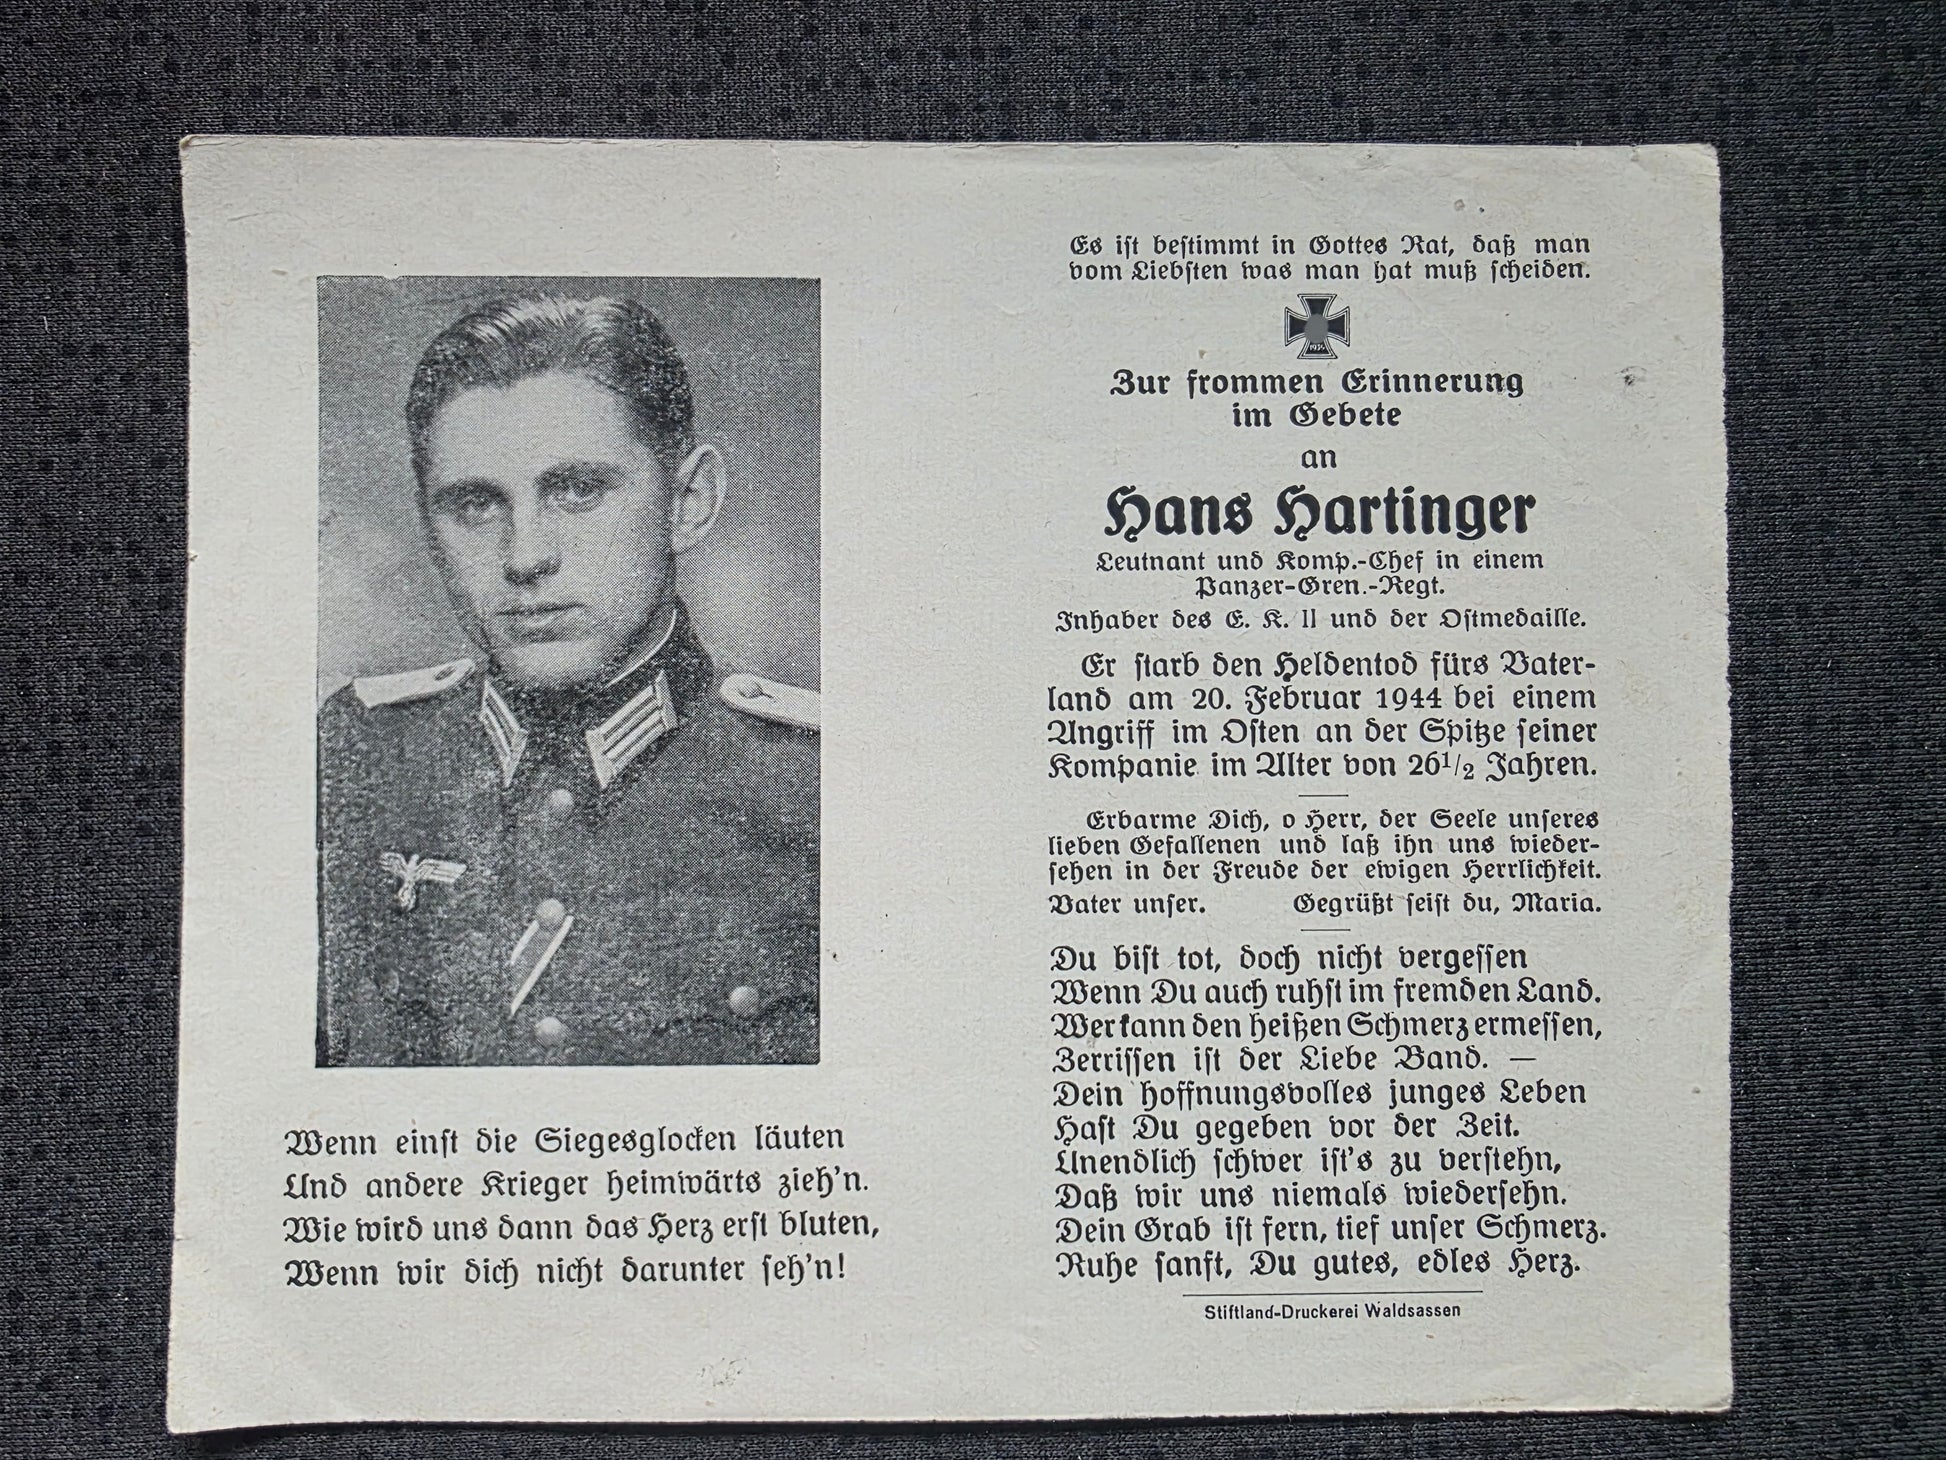 Wenn einst die Siegesglocken läuten
Und andere Krieger heimwärts zieh'n.
Wie wird uns dann das Herz erst bluten,
Wenn wir dich nicht darunter seh'n!
Es ist bestimmt in Gottes Rat, daß man
vom Liebsten was man hat muß scheiden.
Zur frommen Erinnerung
im Gebete
an
Hans Hartinger
Leutnant und Komp.-Chef in einem
Panzer-Gren.-Regt.
Inhaber des E. K. II und der Ostmedaille.
Er starb den Heldentod fürs Vater-
land am 20. Februar 1944 bei einem
Angriff im Osten an der Spitze seiner
Kompanie im Alter von 26 1/2 Jahren.
Erbarme Dich, o Herr, der Seele unseres
lieben Gefallenen und laß ihn uns wieder-
sehen in der Freude der ewigen Herrlichkeit.
Vater unser. Gegrüßt seist du, Maria.
Du bist tot, doch nicht vergessen
Wenn Du auch ruhst im fremden Land.
Wer kann den heißen Schmerz ermessen,
Zerrissen ist der Liebe Band. —
Dein hoffnungsvolles junges Leben
Hast Du gegeben vor der Zeit.
Unendlich schwer ist's zu verstehn,
Daß wir uns niemals wiedersehn.
Dein Grab ist fern, tief unser Schmerz.
Ruhe sanft, Du gutes, edles Herz.
Stiftland-Druckerei Waldsassen